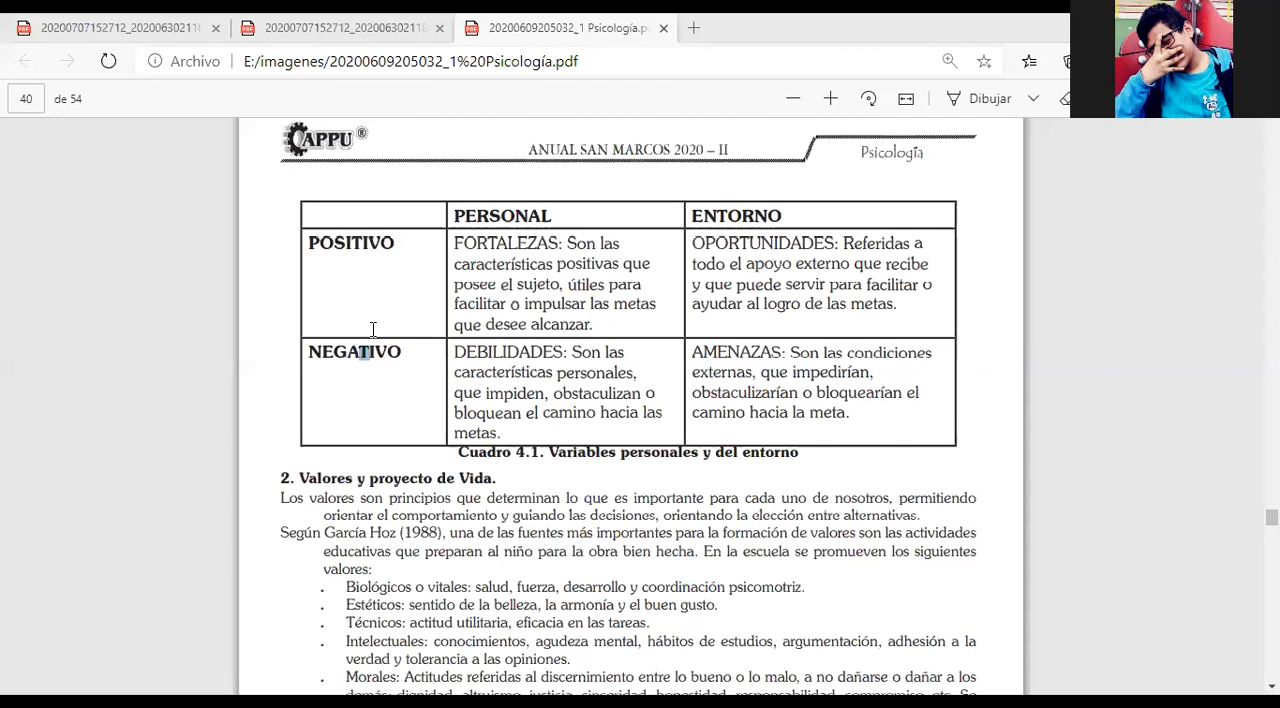 20200707152712_2020063021
20200707152712_2020063021
20200609205032_1 Psicología.p
Archivo E:/imagenes/20200609205032_1%20Psicología.pdf
40 de 54 Dibujar
CAPPU ®
ANUAL SAN MARCOS 2020 – II Psicología
PERSONAL ENTORNO
POSITIVO
FORTALEZAS: Son las
características positivas que
posee el sujeto, útiles para
facilitar o impulsar las metas
que desee alcanzar.
OPORTUNIDADES: Referidas a
todo el apoyo externo que recibe
y que puede servir para facilitar o
ayudar al logro de las metas.
NEGATIVO
DEBILIDADES: Son las
características personales,
que impiden, obstaculizan o
bloquean el camino hacia las
metas.
AMENAZAS: Son las condiciones
externas, que impedirían,
obstaculizarían o bloquearían el
camino hacia la meta.
Cuadro 4.1. Variables personales y del entorno
2. Valores y proyecto de Vida.
Los valores son principios que determinan lo que es importante para cada uno de nosotros, permitiendo
orientar el comportamiento y guiando las decisiones, orientando la elección entre alternativas.
Según García Hoz (1988), una de las fuentes más importantes para la formación de valores son las actividades
educativas que preparan al niño para la obra bien hecha. En la escuela se promueven los siguientes
valores:
. Biológicos o vitales: salud, fuerza, desarrollo y coordinación psicomotriz.
. Estéticos: sentido de la belleza, la armonía y el buen gusto.
. Técnicos: actitud utilitaria, eficacia en las tareas.
. Intelectuales: conocimientos, agudeza mental, hábitos de estudios, argumentación, adhesión a la
verdad y tolerancia a las opiniones.
. Morales: Actitudes referidas al discernimiento entre lo bueno o lo malo, a no dañarse o dañar a los
demás: dignidad, altruismo, justicia, sinceridad, honestidad, responsabilidad, compromiso, etc. Se